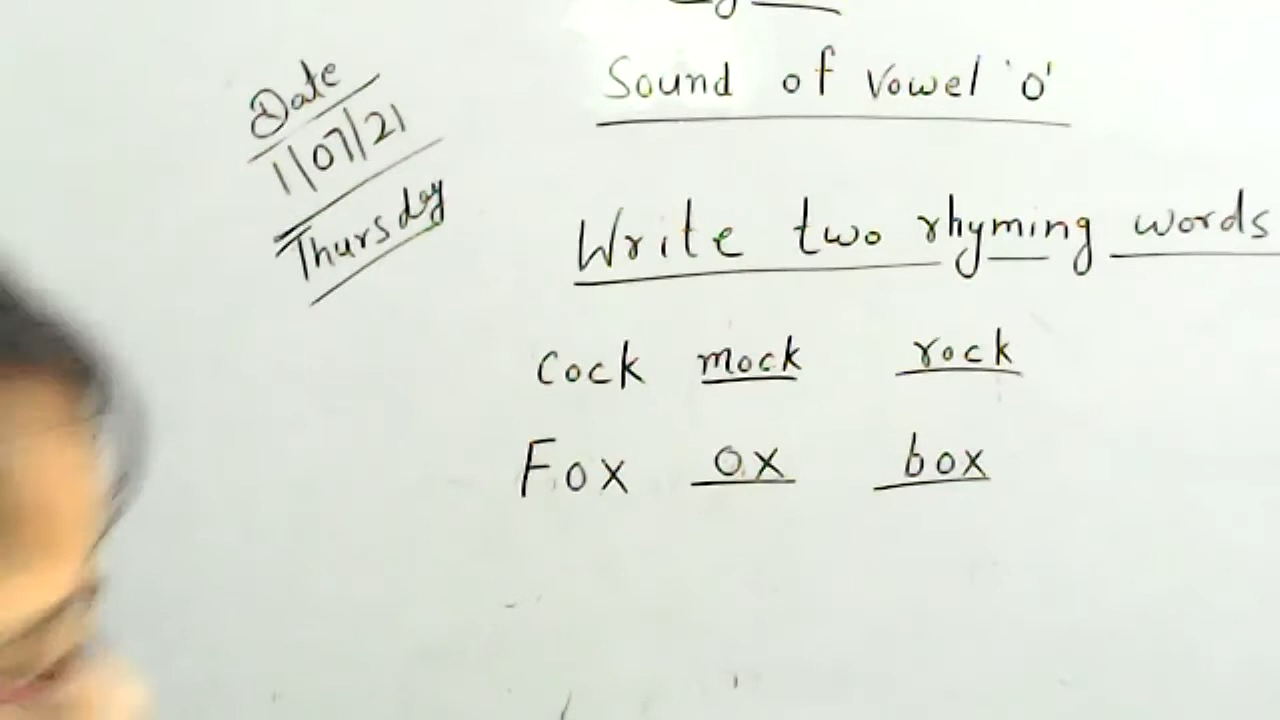 Sound of vowel 'o'
Date
1/07/21
Thursday
Write two rhyming words
Cock mock rock
Fox ox box